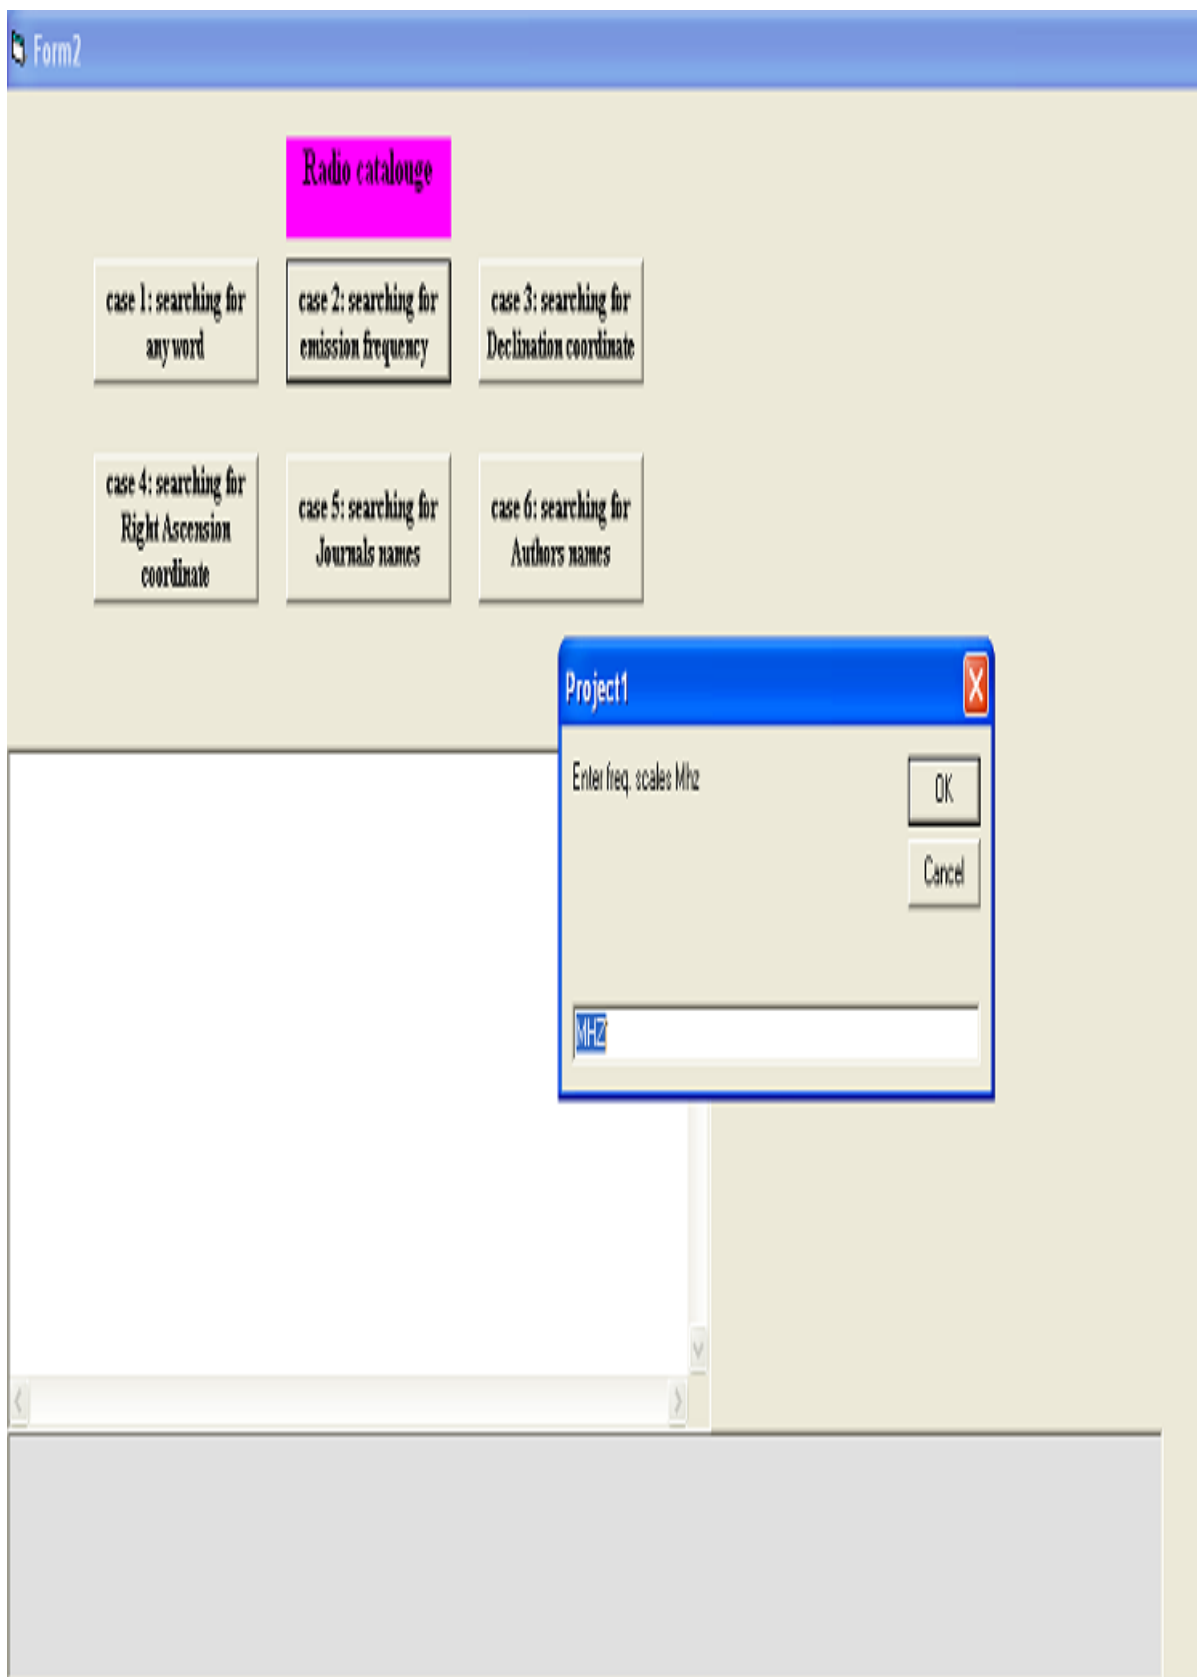 Form2
Radio catalouge
case 1: searching for
any word
case 2: searching for
emission frequency
case 3: searching for
Declination coordinate
case 4: searching for
Right Ascension
coordinate
case 5: searching for
Journals names
case 6: searching for
Authors names
Project1
Enter freq. scales Mhz
OK
Cancel
MHZ